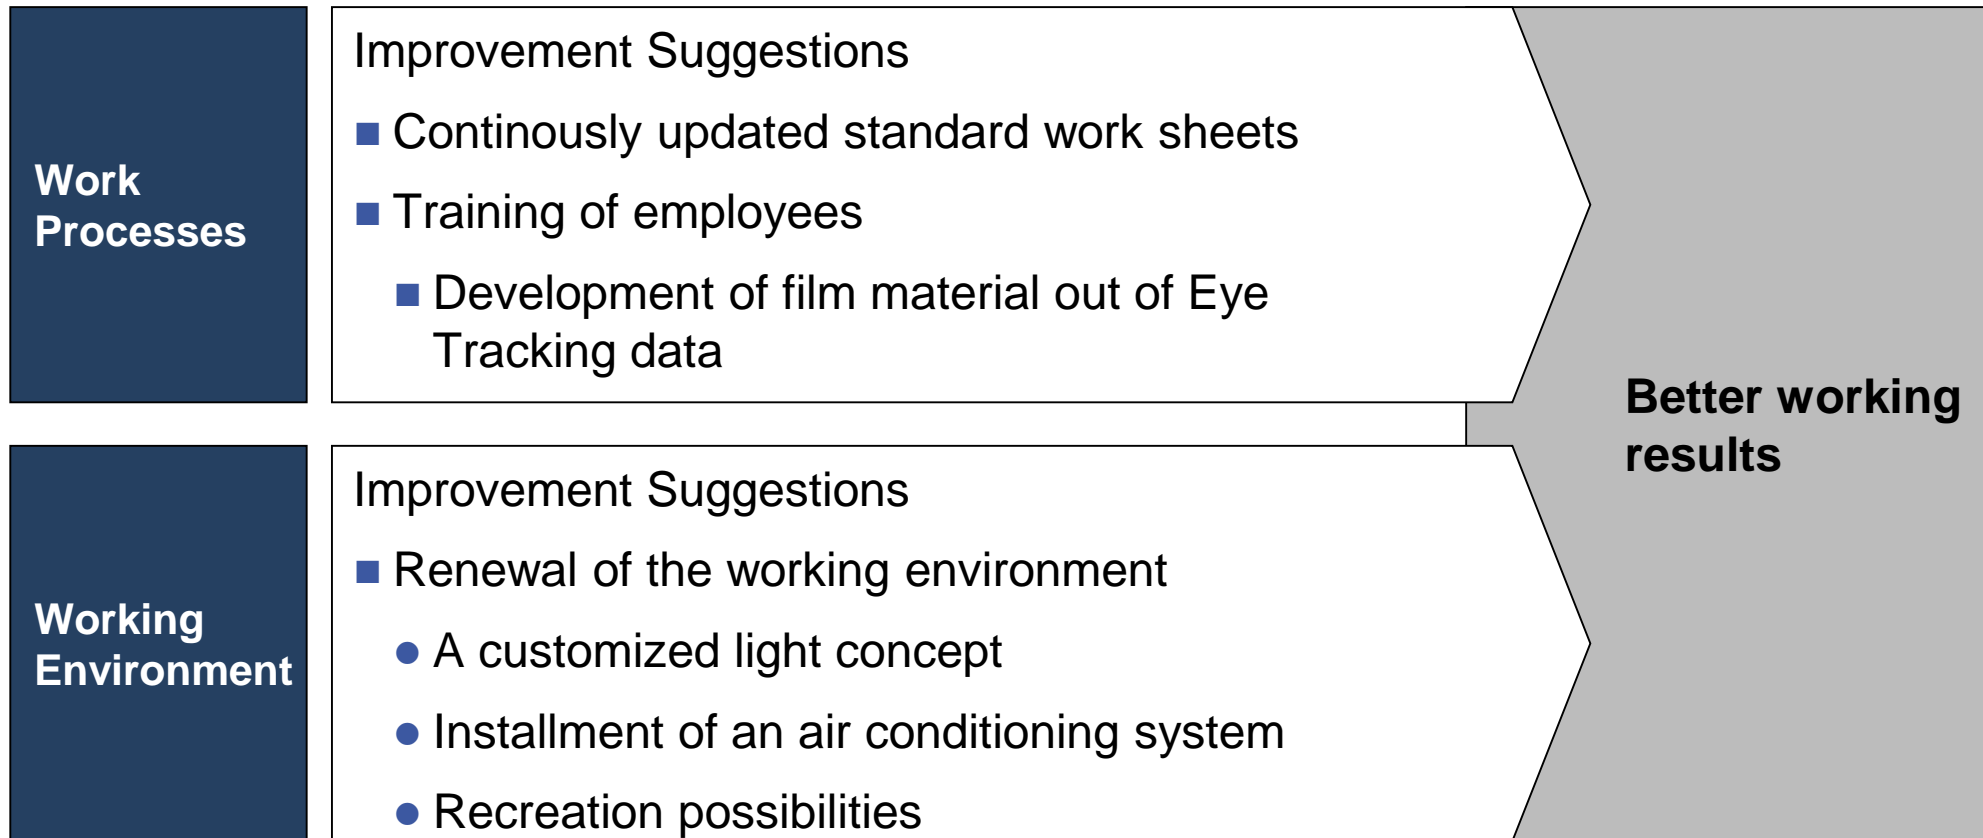 Work
Processes
Improvement Suggestions
Continously updated standard work sheets
Training of employees
Development of film material out of Eye
Tracking data
Working
Environment
Improvement Suggestions
Renewal of the working environment
A customized light concept
Installment of an air conditioning system
Recreation possibilities
Better working
results